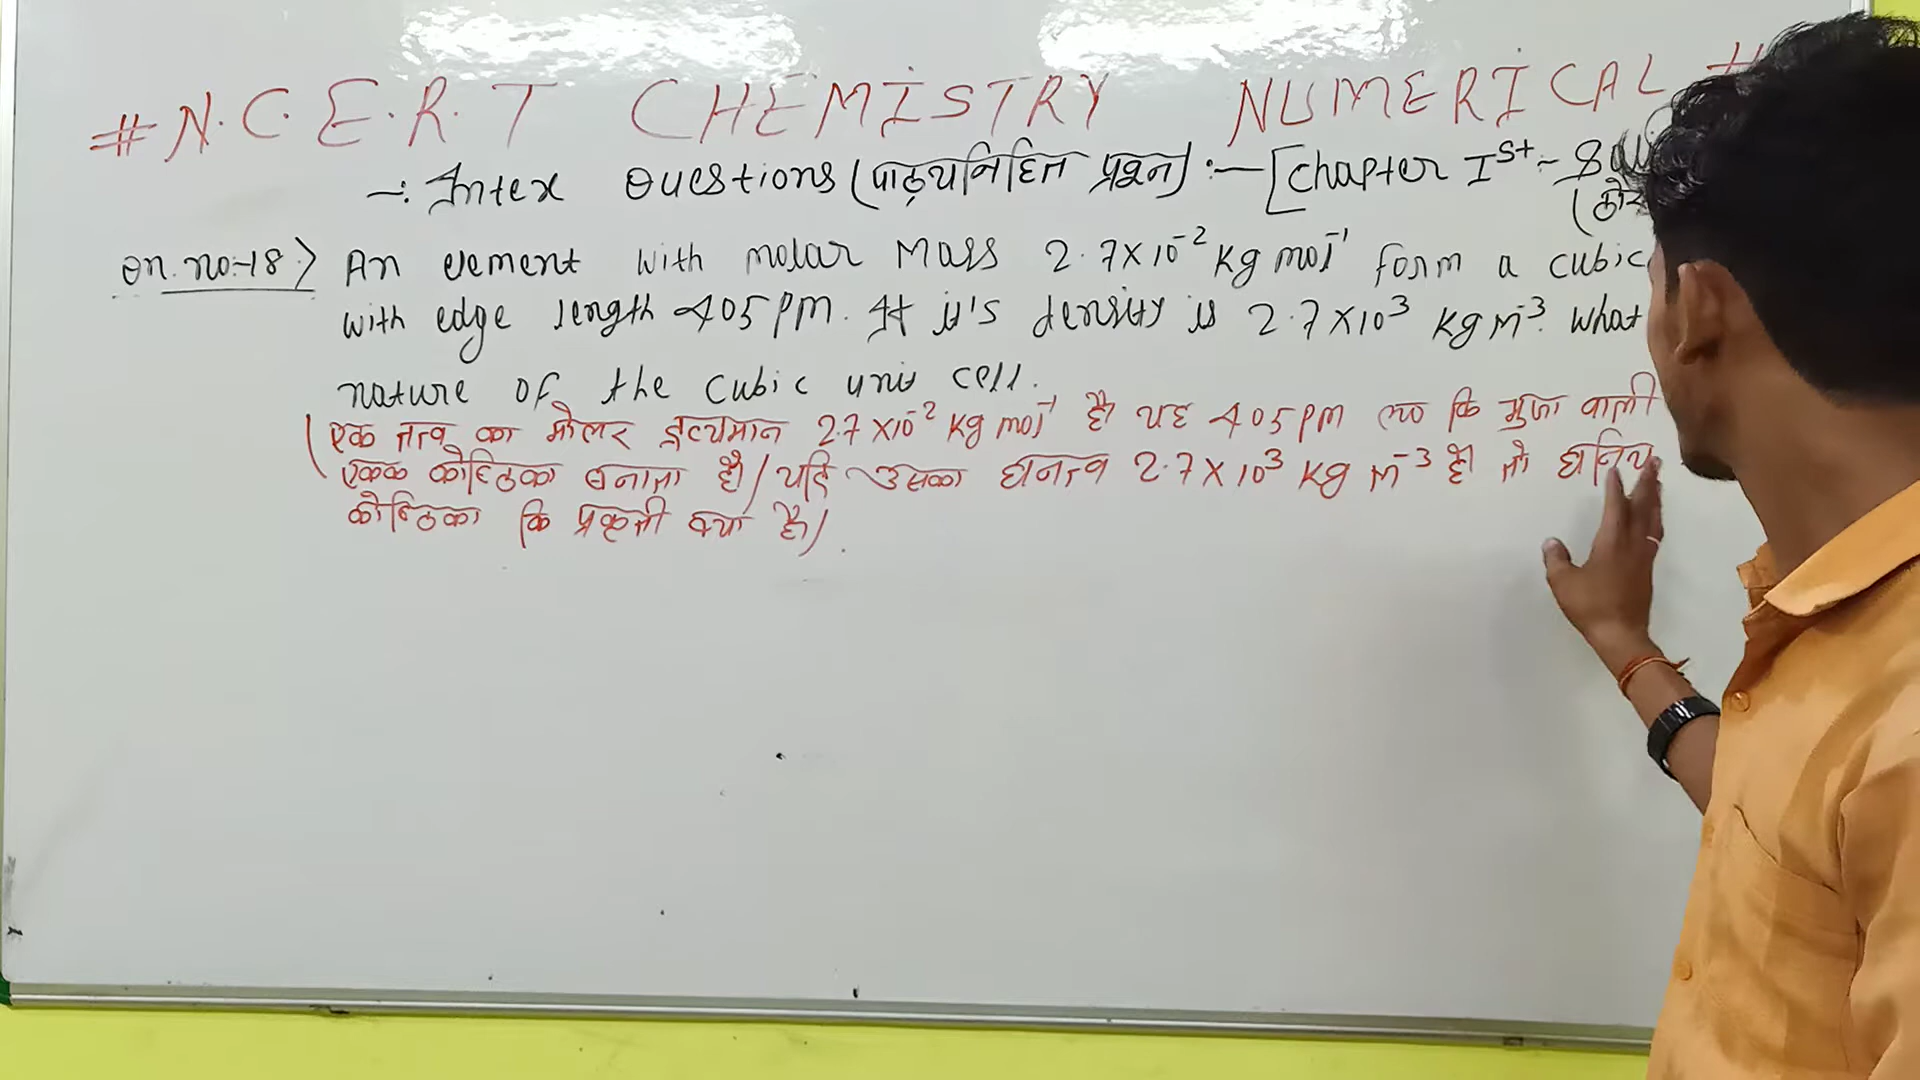 # N.C.E.R.T CHEMISTRY NUMERICAL #
-: Intex Questions (पाठ्यनिहित प्रश्न) :- [Chapter Ist :-
Qn. no:-18:> An element with molar Mass 2.7×10⁻² Kg mol⁻¹ form a cubic
with edge length 405 pm. If it's density is 2.7×10³ Kg m⁻³. What
nature of the cubic unit cell.
(एक तत्व का मोलर द्रव्यमान 2.7×10⁻² Kg mol⁻¹ है। यह 405 pm ल० कि भुजा वाली
एकक कोष्ठिका बनाता है। यदि उसका घनत्व 2.7×10³ Kg m⁻³ है। तो घनिय
कोष्ठिका कि प्रकृती क्या है।